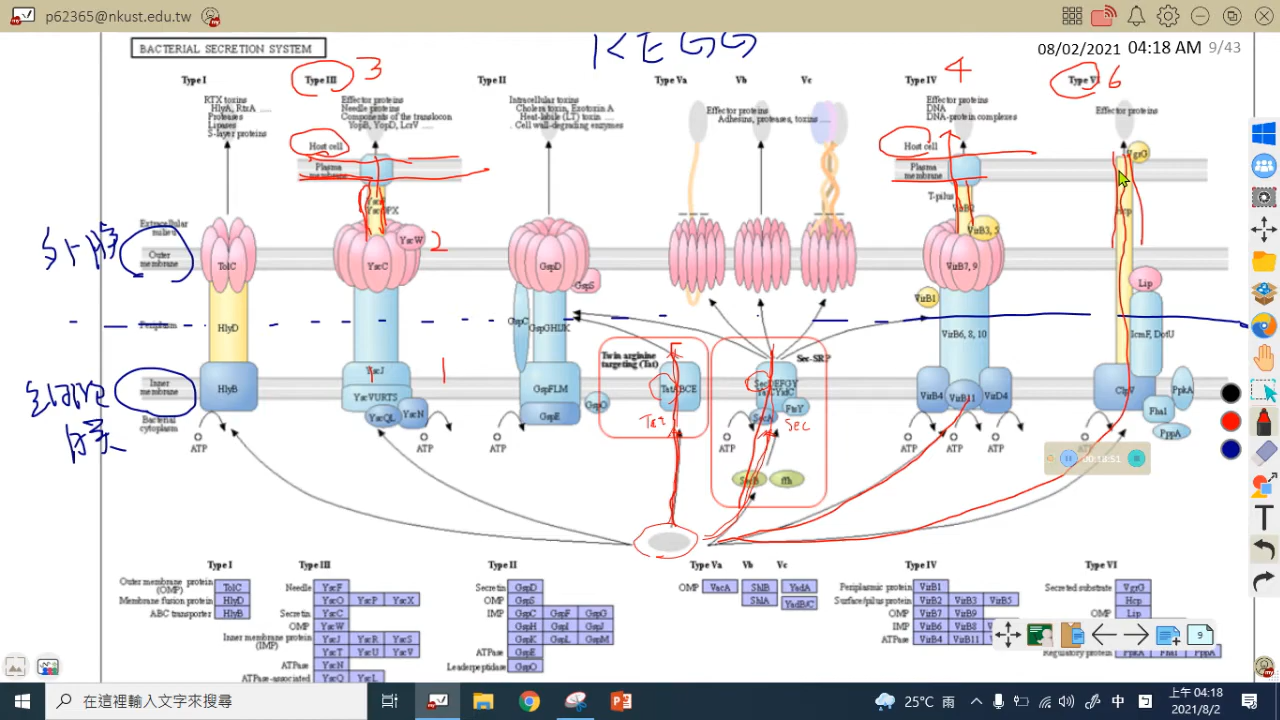 p62365@nkust.edu.tw
KEGG
08/02/2021 04:18 AM 9/43
BACTERIAL SECRETION SYSTEM
Type I
Type III
3
Type II
Type Va
Vb
Vc
Type IV
4
Type VI
6
RTX toxins
HlyA, RtxA ....
Proteases
Lipases
S-layer proteins
Effector proteins
Needle proteins
Components of the translocon
YopB, YopD, LcrV ....
Intracellular toxins
Cholera toxin, Exotoxin A
Heat-labile (LT) toxin ....
Cell wall-degrading enzymes
Effector proteins
Adhesins, proteases, toxins ....
Effector proteins
DNA
DNA-protein complexes
Effector proteins
Host cell
Plasma
membrane
Host cell
Plasma
membrane
VgrG
T-pilus
VirB2
Hcp
Extracellular
milieu
外膜
Outer
membrane
TolC
YscW
2
YscC
GspD
GspS
VirB3, 5
VirB7, 9
Lip
VirB1
Periplasm
HlyD
GspC
GspGHIJK
VirB6, 8, 10
IcmF, DotU
Twin arginine
targeting (Tat)
Sec-SRP
Inner
membrane
HlyB
YscJ
1
YscVURTS
YscQL
YscN
GspFLM
GspE
GspO
TatABCE
Tat
SecDEFGY
YajC, YidC
SecA
FtsY
SEC
VirB4
VirB11
VirD4
ClpV
PpkA
Fha1
PppA
Bacterial
cytoplasm
ATP
ATP
ATP
ATP
ATP
ATP
ATP
ATP
SecB
ffh
00:18:51
Type I
Type III
Type II
Type Va
Vb
Vc
Type IV
Type VI
Outer membrane protein
(OMP)
TolC
Membrane fusion protein
HlyD
ABC transporter
HlyB
Needle
YscF
YscO
YscP
YscX
Secretin
YscC
OMP
YscW
Inner membrane protein
(IMP)
YscJ
YscR
YscS
YscT
YscU
YscV
ATPase
YscN
ATPase-associated
YscQ
YscL
Secretin
GspD
OMP
GspS
IMP
GspC
GspF
GspG
GspH
GspI
GspJ
GspK
GspL
GspM
ATPase
GspE
Leader peptidase
GspO
OMP
VacA
ShlB
YadA
ShlA
YadB/C
Periplasmic protein
VirB1
Surface/pilus protein
VirB2
VirB3
VirB5
OMP
VirB7
VirB9
IMP
VirB6
VirB8
ATPase
VirB4
VirB11
Secreted substrate
VgrG
Hcp
OMP
Lip
Regulatory protein
PpkA
Fha1
PppA
9
在這裡輸入文字來搜尋
25°C 雨
中
上午 04:18
2021/8/2